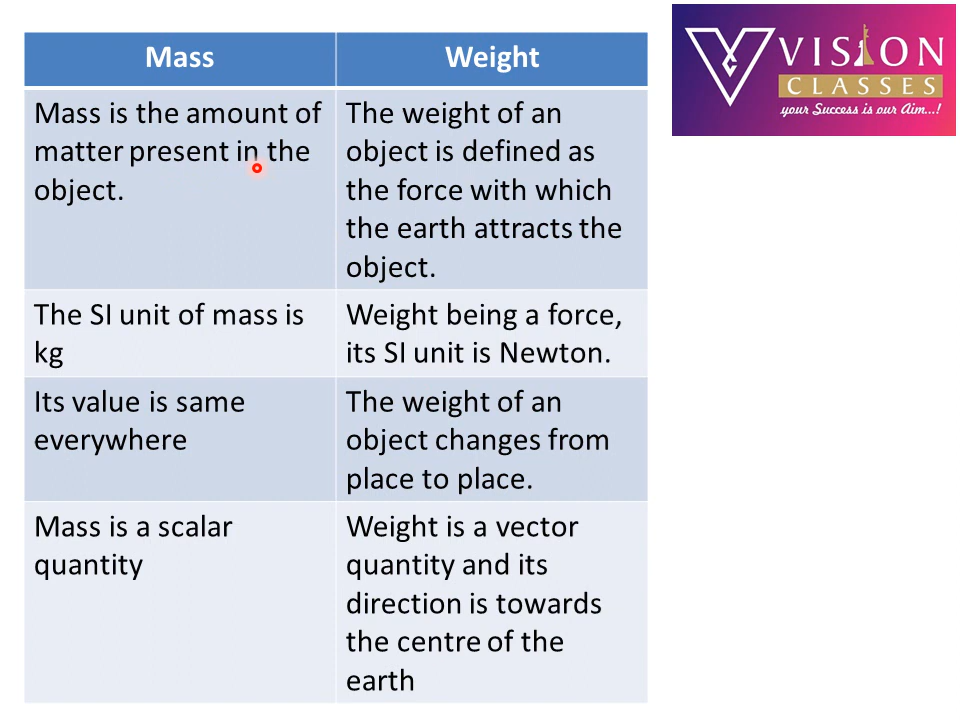 Mass
Weight
Mass is the amount of
matter present in the
object.
The weight of an
object is defined as
the force with which
the earth attracts the
object.
The SI unit of mass is
kg
Weight being a force,
its SI unit is Newton.
Its value is same
everywhere
The weight of an
object changes from
place to place.
Mass is a scalar
quantity
Weight is a vector
quantity and its
direction is towards
the centre of the
earth
VISION
CLASSES
your Success is our Aim...!